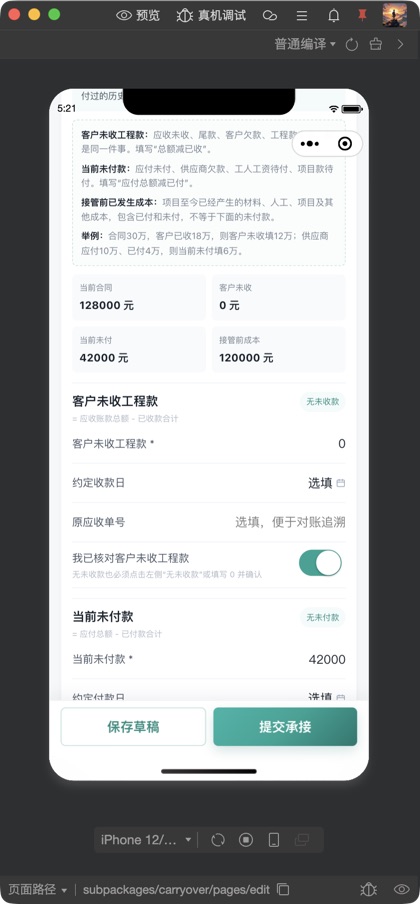 预览
真机调试
普通编译
5:21
付过的历史
客户未收工程款：应收未收、尾款、客户欠款、工程
是同一件事。填写"总额减已收"。
当前未付款：应付未付、供应商欠款、工人工资待付、项目款待
付。填写"应付总额减已付"。
接管前已发生成本：项目至今已经产生的材料、人工、项目及其
他成本，包含已付和未付，不等于下面的未付款。
举例：合同30万，客户已收18万，则客户未收填12万；供应商
应付10万、已付4万，则当前未付填6万。
当前合同
128000 元
客户未收
0 元
当前未付
42000 元
接管前成本
120000 元
客户未收工程款
无未收款
= 应收账款总额 - 已收款合计
客户未收工程款 *
0
约定收款日
选填
原应收单号
选填，便于对账追溯
我已核对客户未收工程款
无未收款也必须点击左侧"无未收款"或填写 0 并确认
当前未付款
无未付款
= 应付总额 - 已付款合计
当前未付款 *
42000
约定付款日
选填
保存草稿
提交承接
iPhone 12/...
页面路径
subpackages/carryover/pages/edit